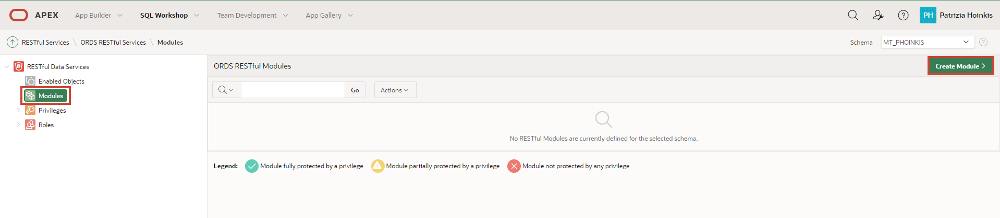 APEX App Builder SQL Workshop Team Development App Gallery PH Patrizia Hoinkis
RESTful Services \ ORDS RESTful Services \ Modules Schema MT_PHOINKIS
RESTful Data Services
Enabled Objects
Modules
Privileges
Roles
ORDS RESTful Modules Create Module
Go Actions
No RESTful Modules are currently defined for the selected schema.
Legend: Module fully protected by a privilege Module partially protected by a privilege Module not protected by any privilege